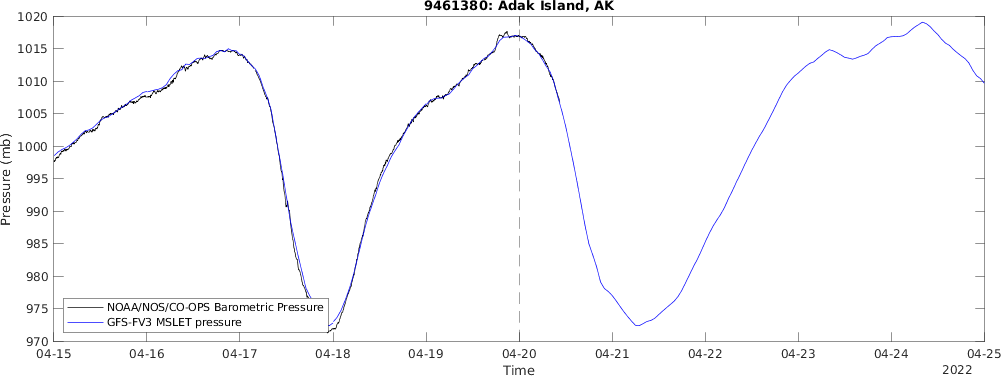 9461380: Adak Island, AK
1020
1015
1010
1005
1000
995
990
985
980
975
970
Pressure (mb)
NOAA/NOS/CO-OPS Barometric Pressure
GFS-FV3 MSLET pressure
04-15 04-16 04-17 04-18 04-19 04-20 04-21 04-22 04-23 04-24 04-25
Time
2022